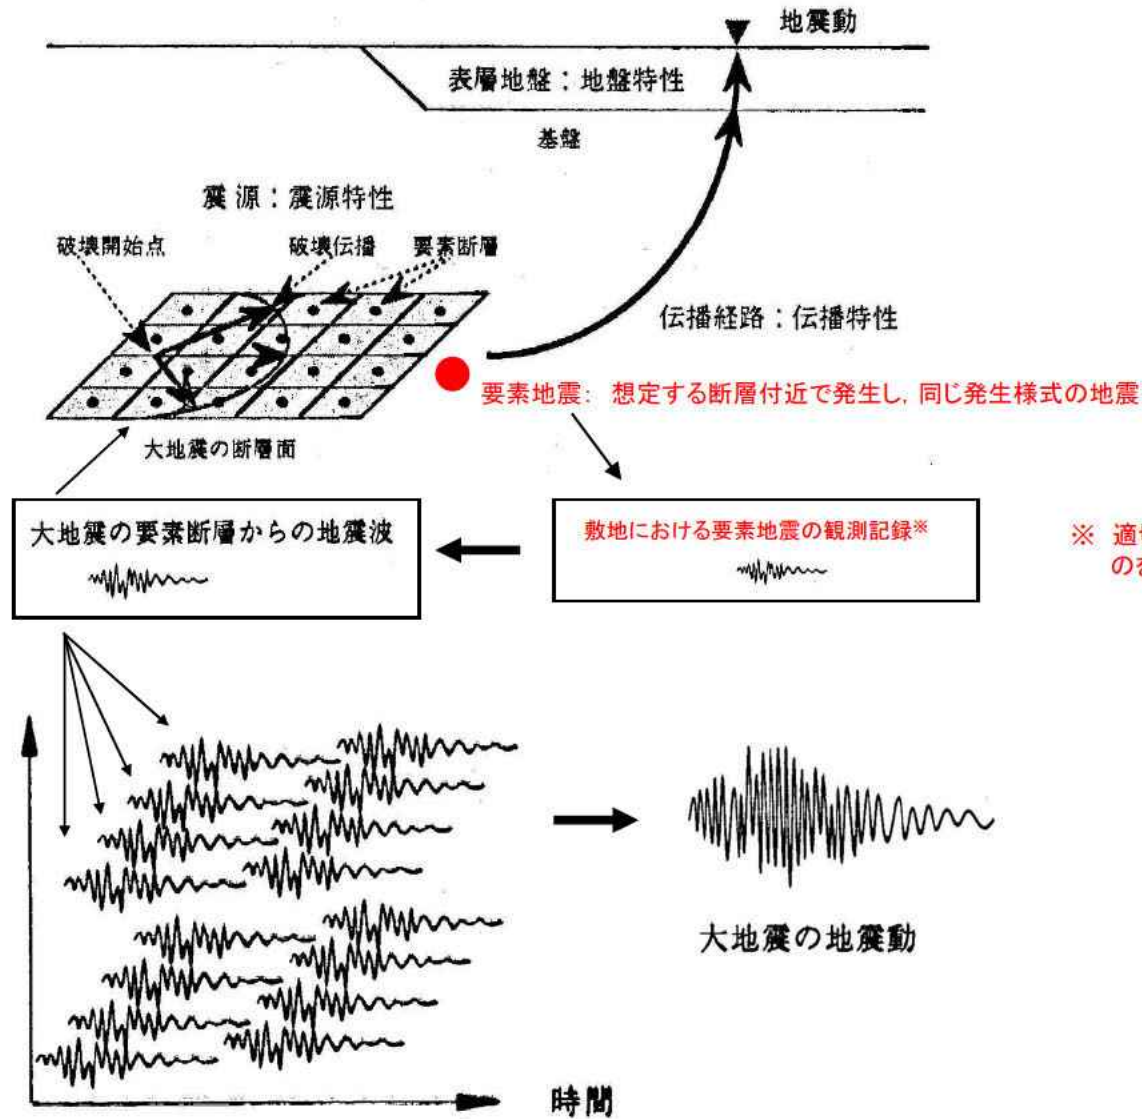 地震動
表層地盤：地盤特性
基盤
震源：震源特性
破壊開始点
破壊伝播
要素断層
伝播経路：伝播特性
要素地震： 想定する断層付近で発生し，同じ発生様式の地震
大地震の断層面
大地震の要素断層からの地震波
敷地における要素地震の観測記録※
※ 適
の
大地震の地震動
時間